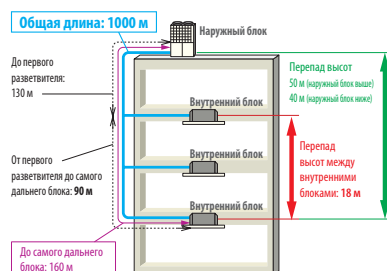 Общая длина: 1000 м
Наружный блок
До первого
разветвителя:
130 м
Перепад высот
50 м (наружный блок выше)
40 м (наружный блок ниже)
Внутренний блок
От первого
разветвителя до самого
дальнего блока: 90 м
Внутренний блок
Перепад
высот между
внутренними
блоками: 18 м
Внутренний блок
До самого дальнего
блока: 160 м